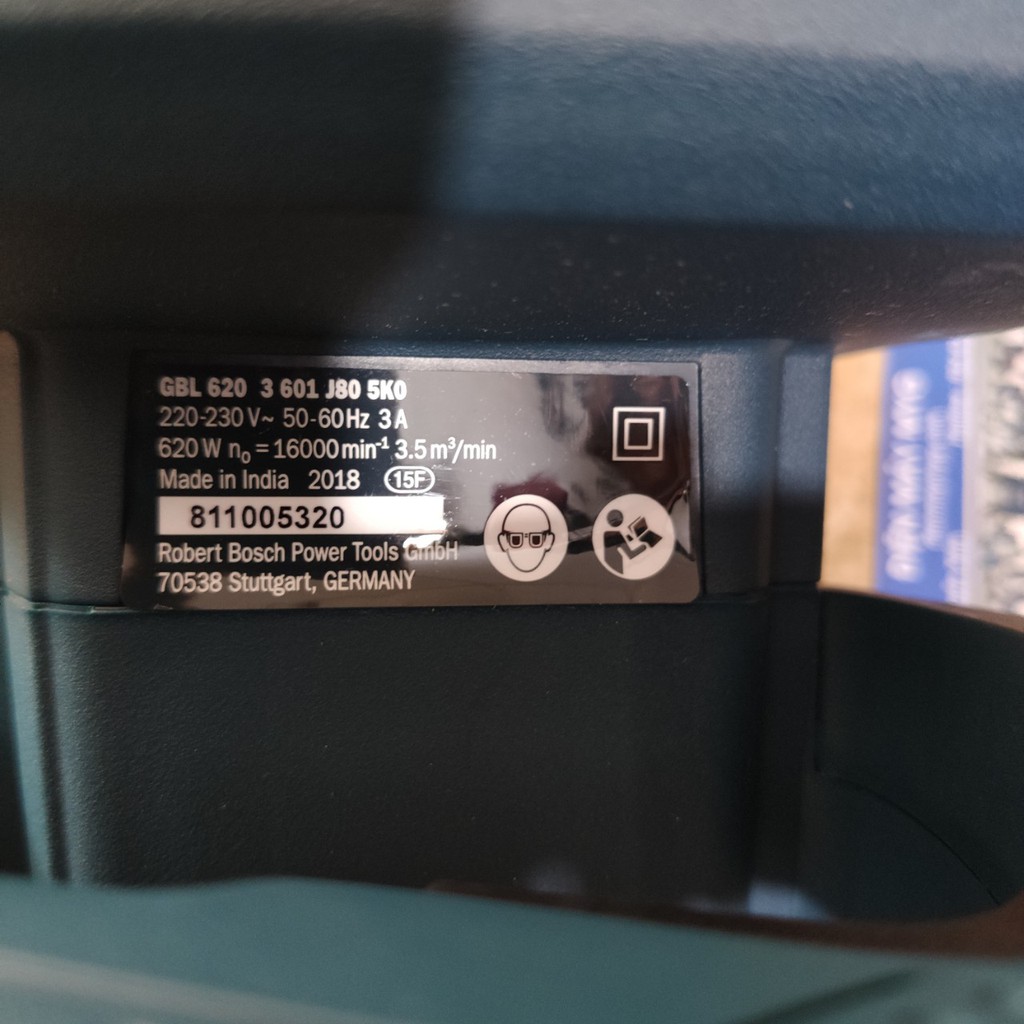 GBL 620 3 601 J80 5K0
220-230 V~ 50-60 Hz 3 A
620 W n₀ = 16000 min⁻¹ 3.5 m³/min
Made in India 2018 15F
811005320
Robert Bosch Power Tools GmbH
70538 Stuttgart, GERMANY